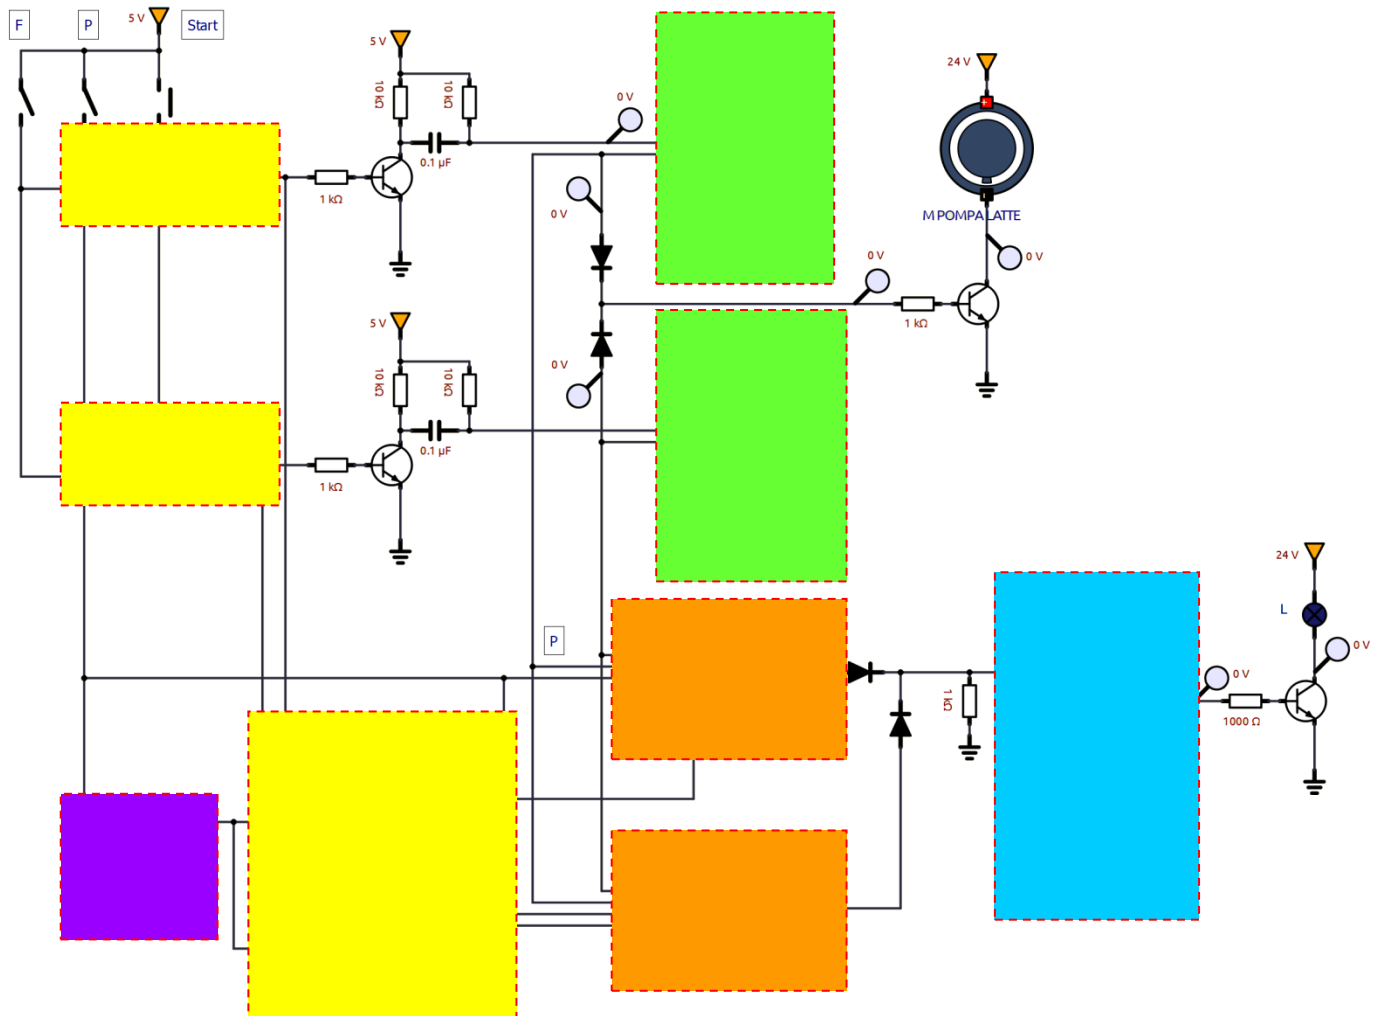 F
P
5 V
Start
5 V
10 kΩ
10 kΩ
0.1 µF
1 kΩ
0 V
0 V
24 V
M POMPA LATTE
0 V
0 V
1 kΩ
5 V
10 kΩ
10 kΩ
0.1 µF
1 kΩ
0 V
P
1 kΩ
24 V
L
0 V
0 V
1000 Ω